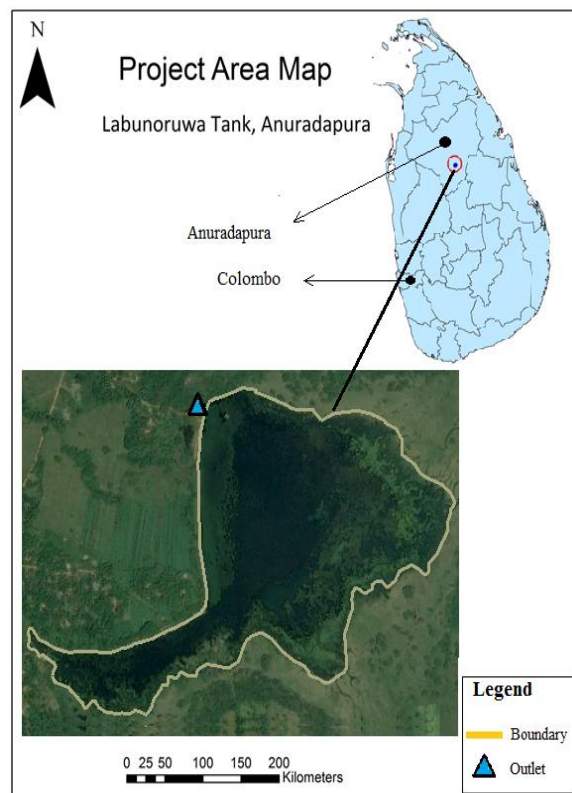 N
Project Area Map
Labunoruwa Tank, Anuradapura
Anuradapura
Colombo
Legend
Boundary
Outlet
0 25 50 100 150 200
Kilometers